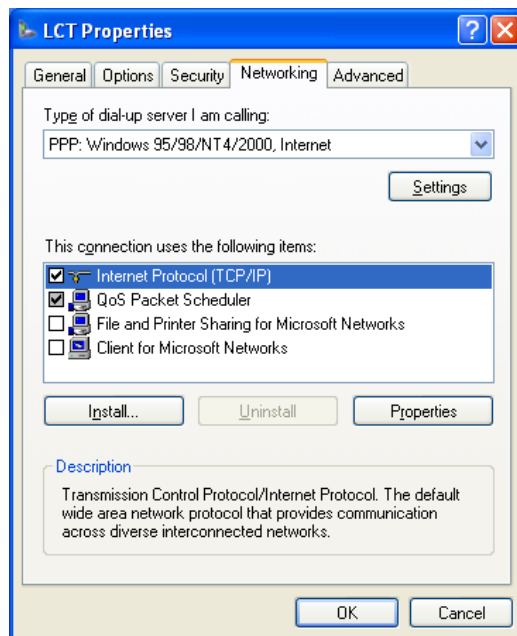 LCT Properties
General Options Security Networking Advanced
Type of dial-up server I am calling:
PPP: Windows 95/98/NT4/2000, Internet
Settings
This connection uses the following items:
Internet Protocol (TCP/IP)
QoS Packet Scheduler
File and Printer Sharing for Microsoft Networks
Client for Microsoft Networks
Install... Uninstall Properties
Description
Transmission Control Protocol/Internet Protocol. The default
wide area network protocol that provides communication
across diverse interconnected networks.
OK Cancel